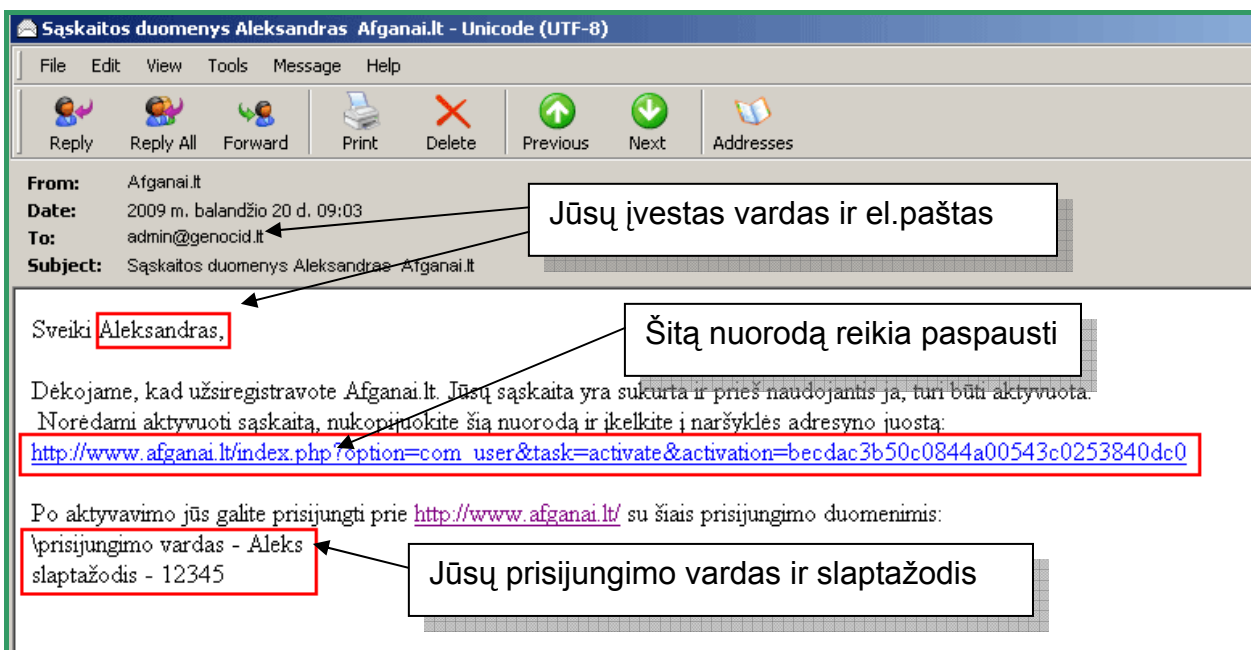 Sąskaitos duomenys Aleksandras Afganai.lt - Unicode (UTF-8)
File Edit View Tools Message Help
Reply Reply All Forward Print Delete Previous Next Addresses
From: Afganai.lt
Date: 2009 m. balandžio 20 d. 09:03
To: admin@genocid.lt
Subject: Sąskaitos duomenys Aleksandras Afganai.lt
Jūsų įvestas vardas ir el.paštas
Sveiki Aleksandras,
Šitą nuorodą reikia paspausti
Dėkojame, kad užsiregistravote Afganai.lt. Jūsų sąskaita yra sukurta ir prieš naudojantis ja, turi būti aktyvuota.
Norėdami aktyvuoti sąskaitą, nukopijuokite šią nuorodą ir įkelkite į naršyklės adresyno juostą:
http://www.afganai.lt/index.php?option=com_user&task=activate&activation=becdac3b50c0844a00543c0253840dc0
Po aktyvavimo jūs galite prisijungti prie http://www.afganai.lt/ su šiais prisijungimo duomenimis:
\prisijungimo vardas - Aleks
slaptažodis - 12345
Jūsų prisijungimo vardas ir slaptažodis